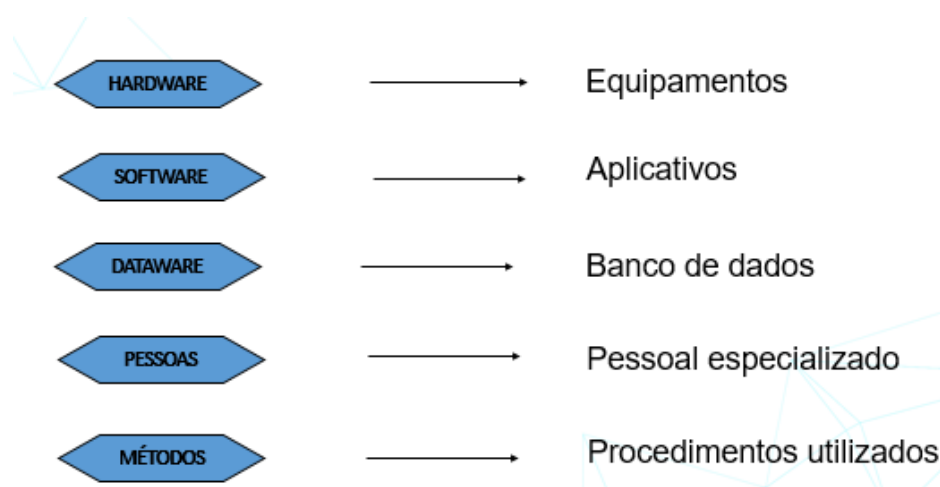 HARDWARE Equipamentos
SOFTWARE Aplicativos
DATAWARE Banco de dados
PESSOAS Pessoal especializado
MÉTODOS Procedimentos utilizados